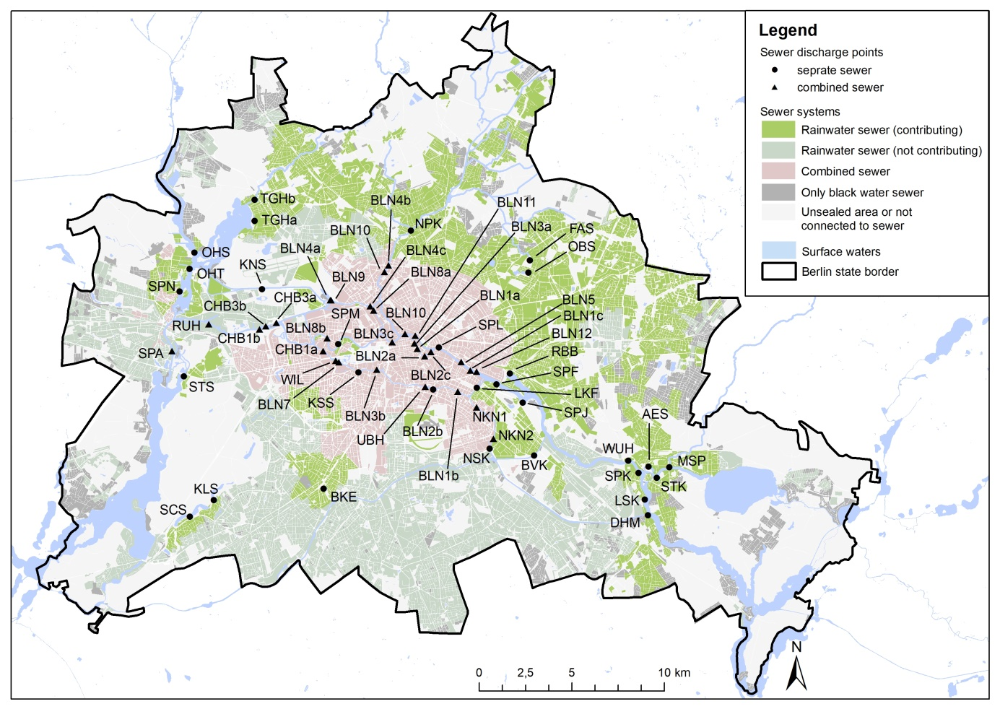 Legend
Sewer discharge points
seprate sewer
combined sewer
Sewer systems
Rainwater sewer (contributing)
Rainwater sewer (not contributing)
Combined sewer
Only black water sewer
Unsealed area or not
connected to sewer
Surface waters
Berlin state border
TGHb
BLN4b
BLN11
TGHa
NPK
BLN3a
FAS
BLN10
OBS
BLN4a
BLN4c
OHS
KNS
BLN8a
OHT
BLN9
SPN
CHB3a
BLN1a
BLN5
CHB3b
SPM
BLN10
BLN1c
RUH
BLN8b
SPL
CHB1b
BLN3c
BLN12
CHB1a
SPA
BLN2a
RBB
WIL
BLN2c
SPF
STS
KSS
LKF
BLN7
SPJ
BLN3b
NKN1
AES
UBH
BLN2b
NKN2
WUH
NSK
BVK
MSP
BLN1b
SPK
STK
KLS
BKE
LSK
SCS
DHM
N
0 2,5 5 10 km